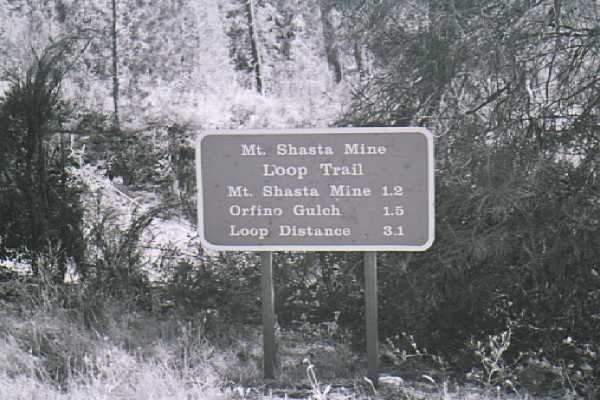 Mt. Shasta Mine
Loop Trail
Mt. Shasta Mine 1.2
Orfino Gulch 1.5
Loop Distance 3.1